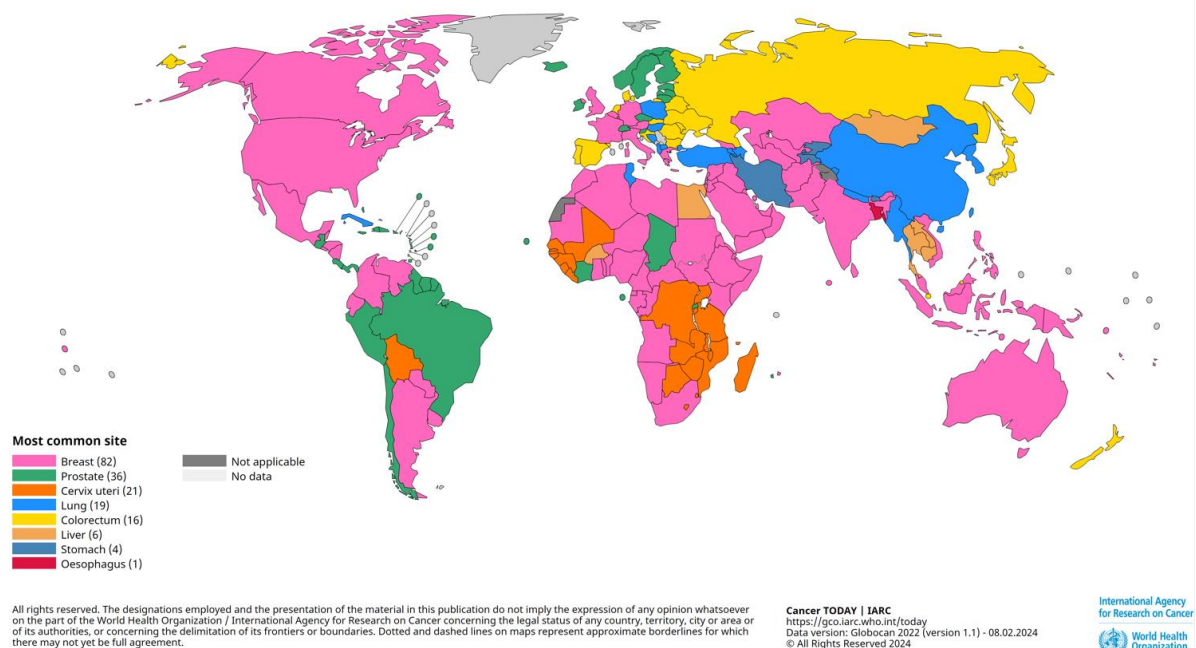 Most common site
Breast (82)
Prostate (36)
Cervix uteri (21)
Lung (19)
Colorectum (16)
Liver (6)
Stomach (4)
Oesophagus (1)
Not applicable
No data
All rights reserved. The designations employed and the presentation of the material in this publication do not imply the expression of any opinion whatsoever
on the part of the World Health Organization / International Agency for Research on Cancer concerning the legal status of any country, territory, city or area or
of its authorities, or concerning the delimitation of its frontiers or boundaries. Dotted and dashed lines on maps represent approximate borderlines for which
there may not yet be full agreement.
Cancer TODAY | IARC
https://gco.iarc.who.int/today
Data version: Globocan 2022 (version 1.1) - 08.02.2024
© All Rights Reserved 2024
International Agency
for Research on Cancer
World Health
Organization